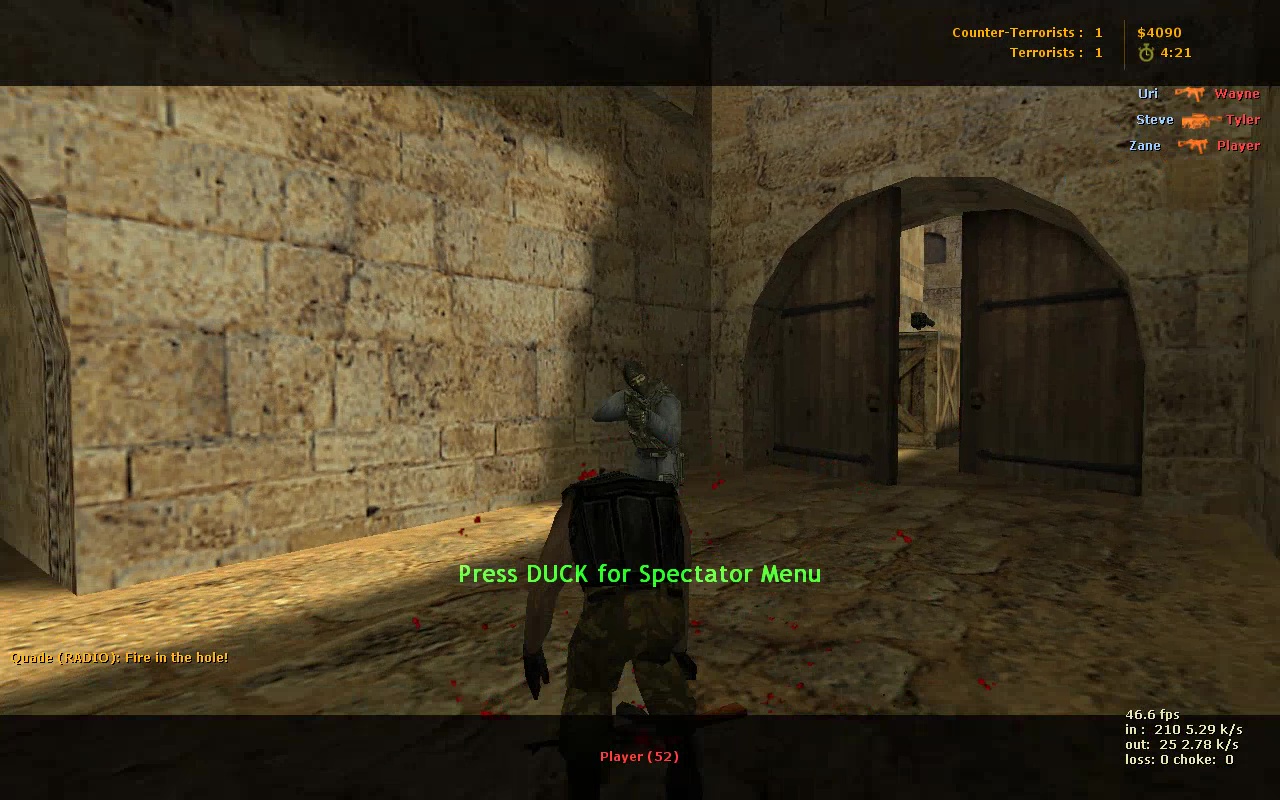 Counter-Terrorists : 1 $4090
Terrorists : 1 4:21
Uri Wayne
Steve Tyler
Zane Player
Press DUCK for Spectator Menu
Quade (RADIO): Fire in the hole!
46.6 fps
in : 210 5.29 k/s
out: 25 2.78 k/s
loss: 0 choke: 0
Player (52)